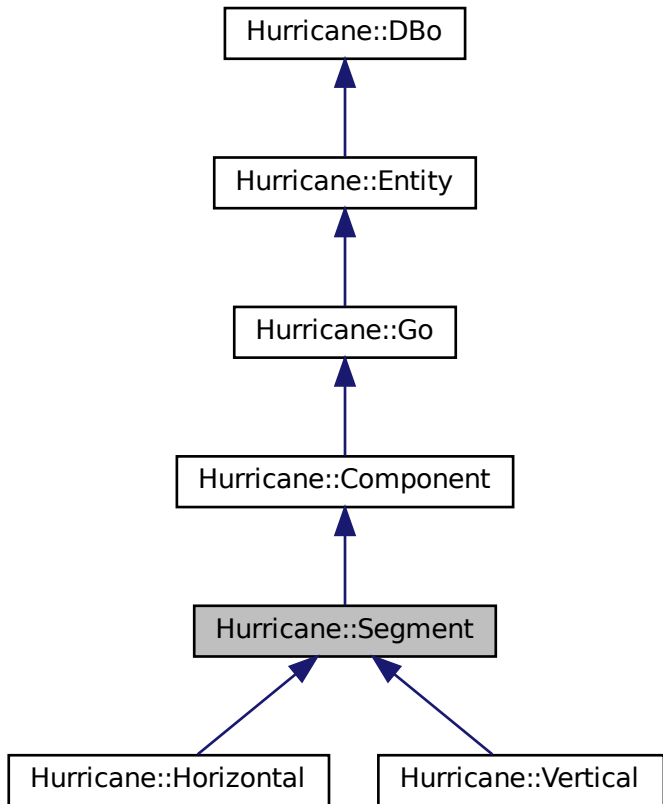 Hurricane::DBo
Hurricane::Entity
Hurricane::Go
Hurricane::Component
Hurricane::Segment
Hurricane::Horizontal
Hurricane::Vertical